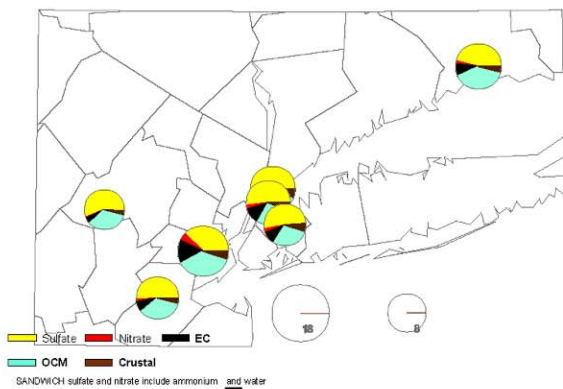 18 8
Sulfate Nitrate EC
OCM Crustal
SANDWICH sulfate and nitrate include ammonium and water